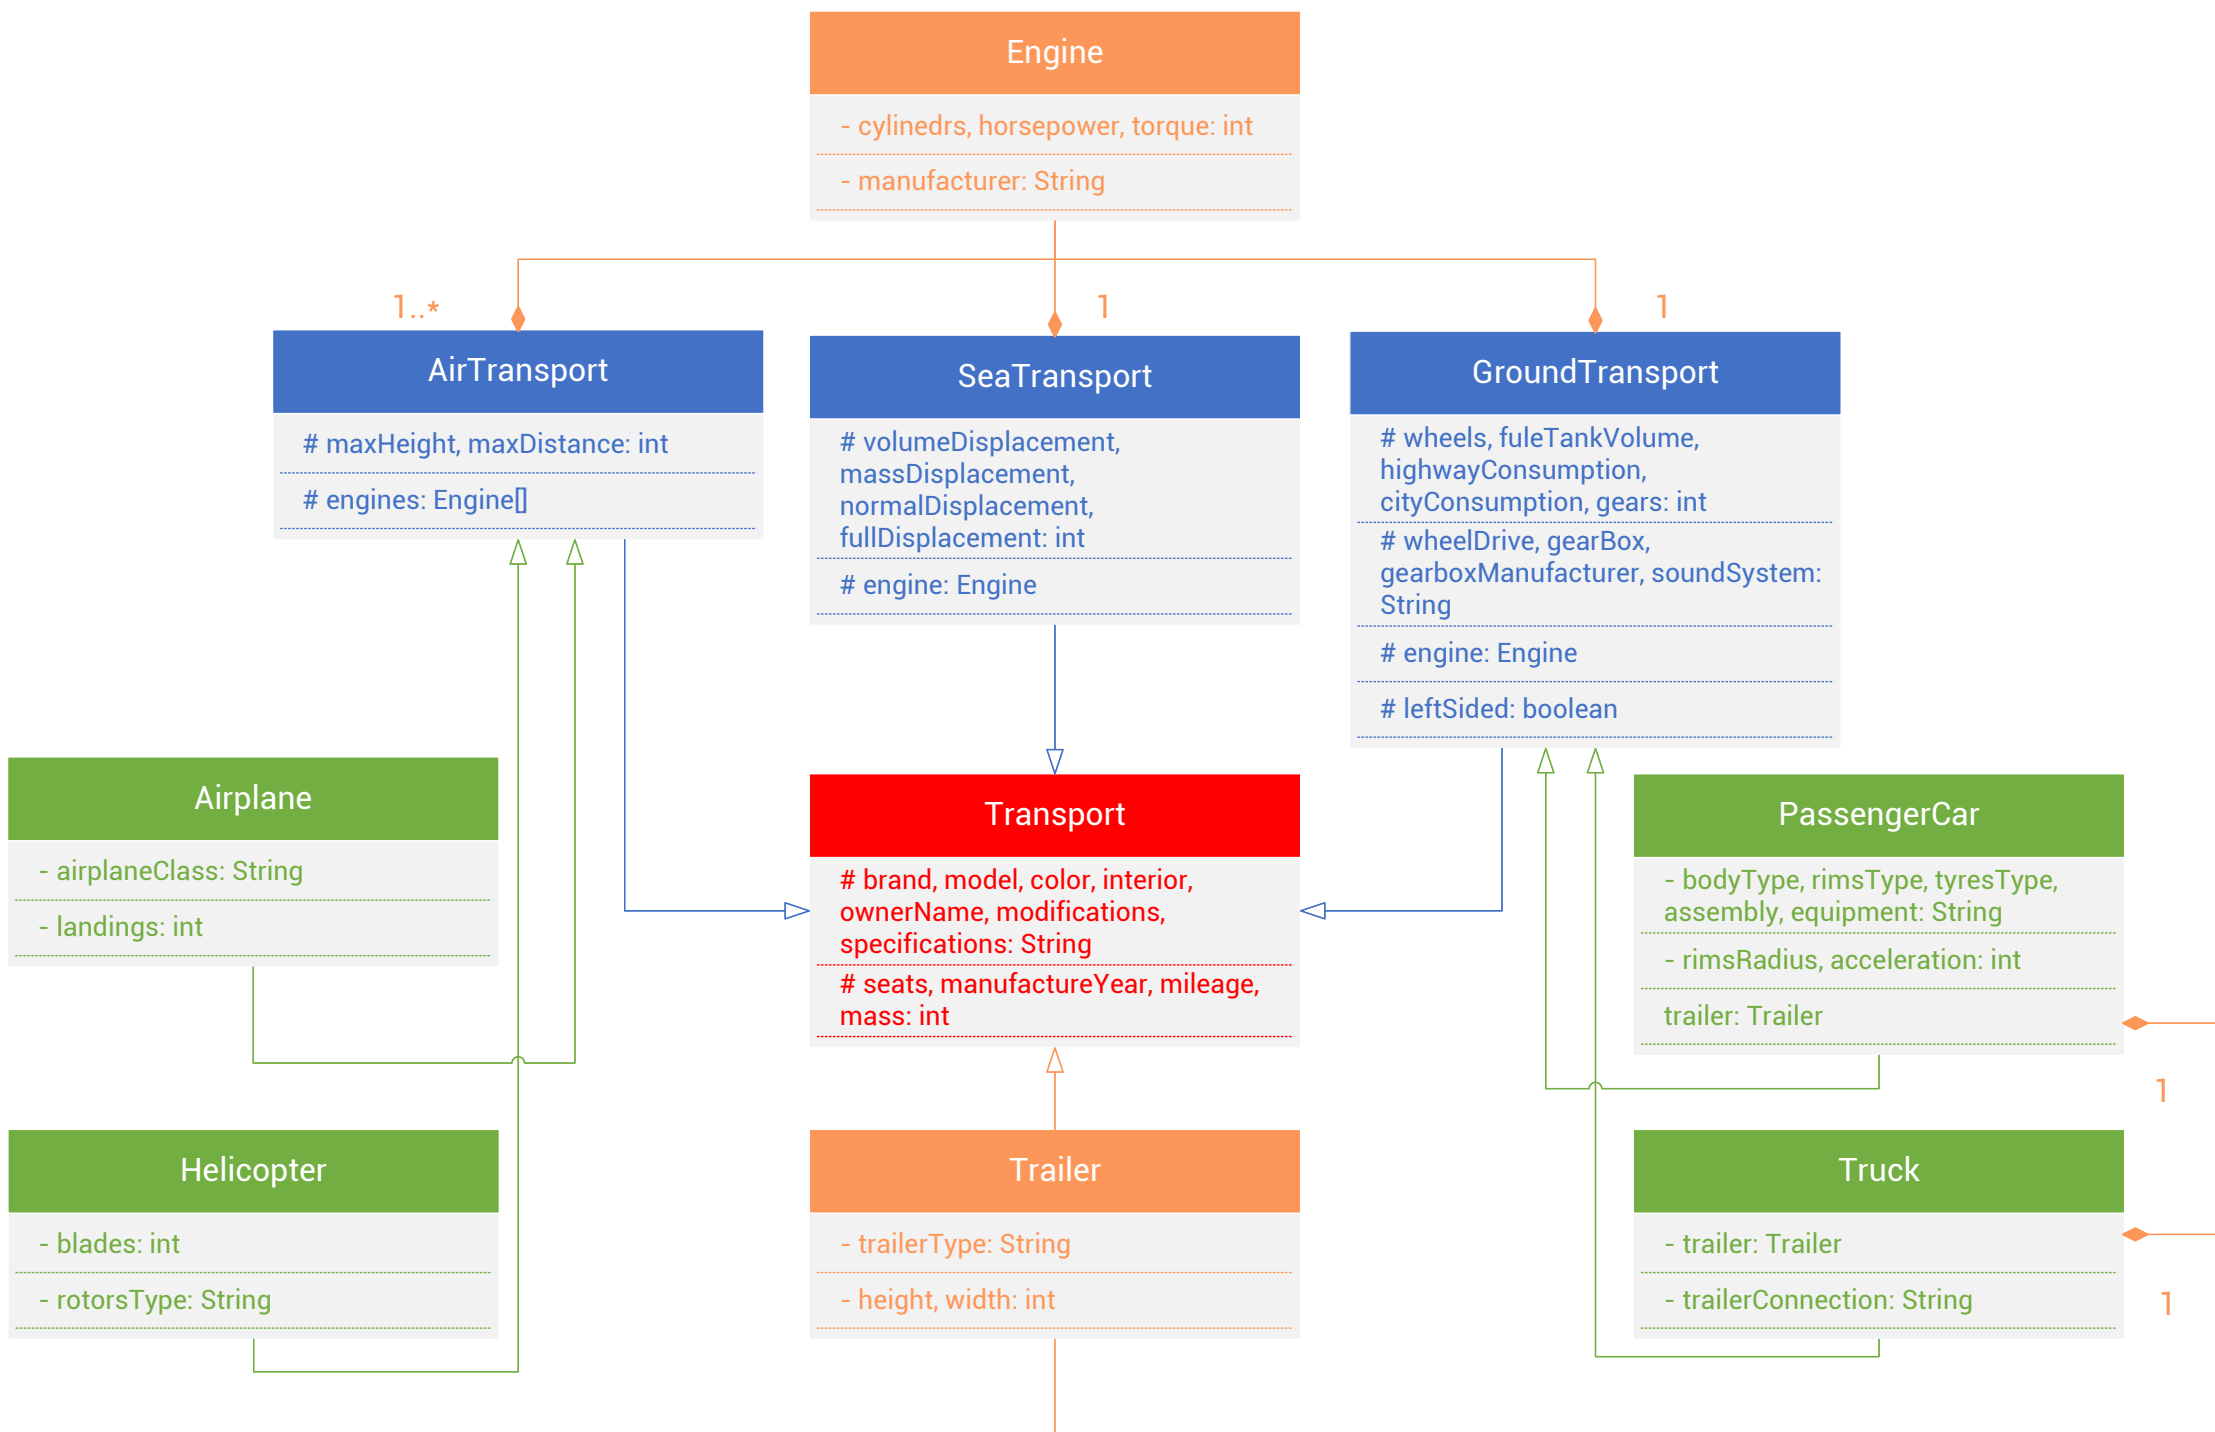 Engine
- cylinedrs, horsepower, torque: int
- manufacturer: String
1..*
1
1
AirTransport
# maxHeight, maxDistance: int
# engines: Engine[]
SeaTransport
# volumeDisplacement,
massDisplacement,
normalDisplacement,
fullDisplacement: int
# engine: Engine
GroundTransport
# wheels, fuleTankVolume,
highwayConsumption,
cityConsumption, gears: int
# wheelDrive, gearBox,
gearboxManufacturer, soundSystem:
String
# engine: Engine
# leftSided: boolean
Airplane
- airplaneClass: String
- landings: int
Transport
# brand, model, color, interior,
ownerName, modifications,
specifications: String
# seats, manufactureYear, mileage,
mass: int
PassengerCar
- bodyType, rimsType, tyresType,
assembly, equipment: String
- rimsRadius, acceleration: int
trailer: Trailer
1
Helicopter
- blades: int
- rotorsType: String
Trailer
- trailerType: String
- height, width: int
Truck
- trailer: Trailer
- trailerConnection: String
1